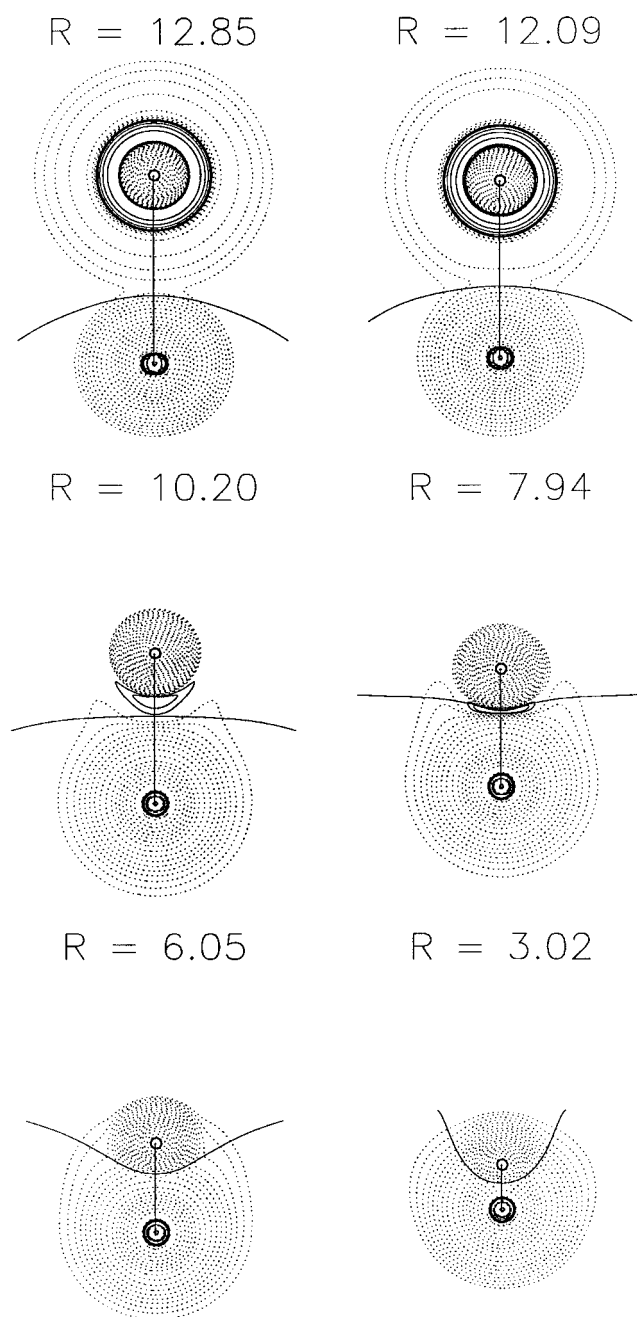 R = 12.85
R = 12.09
R = 10.20
R = 7.94
R = 6.05
R = 3.02